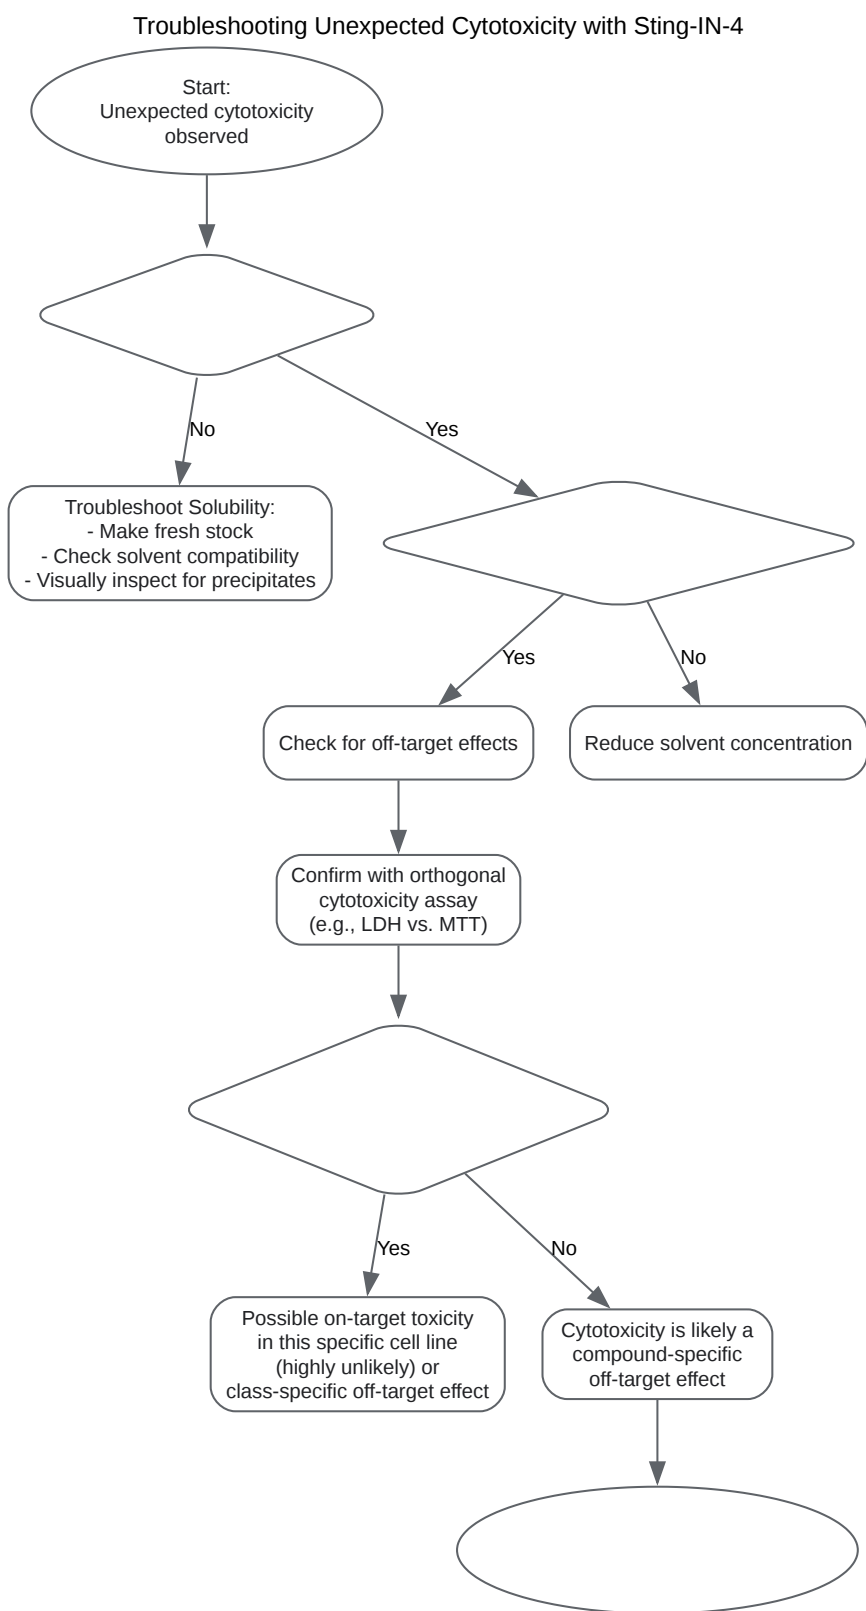 Troubleshooting Unexpected Cytotoxicity with Sting-IN-4
Start:
Unexpected cytotoxicity
observed
No
Yes
Troubleshoot Solubility:
- Make fresh stock
- Check solvent compatibility
- Visually inspect for precipitates
Yes
No
Check for off-target effects
Reduce solvent concentration
Confirm with orthogonal
cytotoxicity assay
(e.g., LDH vs. MTT)
Yes
No
Possible on-target toxicity
in this specific cell line
(highly unlikely) or
class-specific off-target effect
Cytotoxicity is likely a
compound-specific
off-target effect